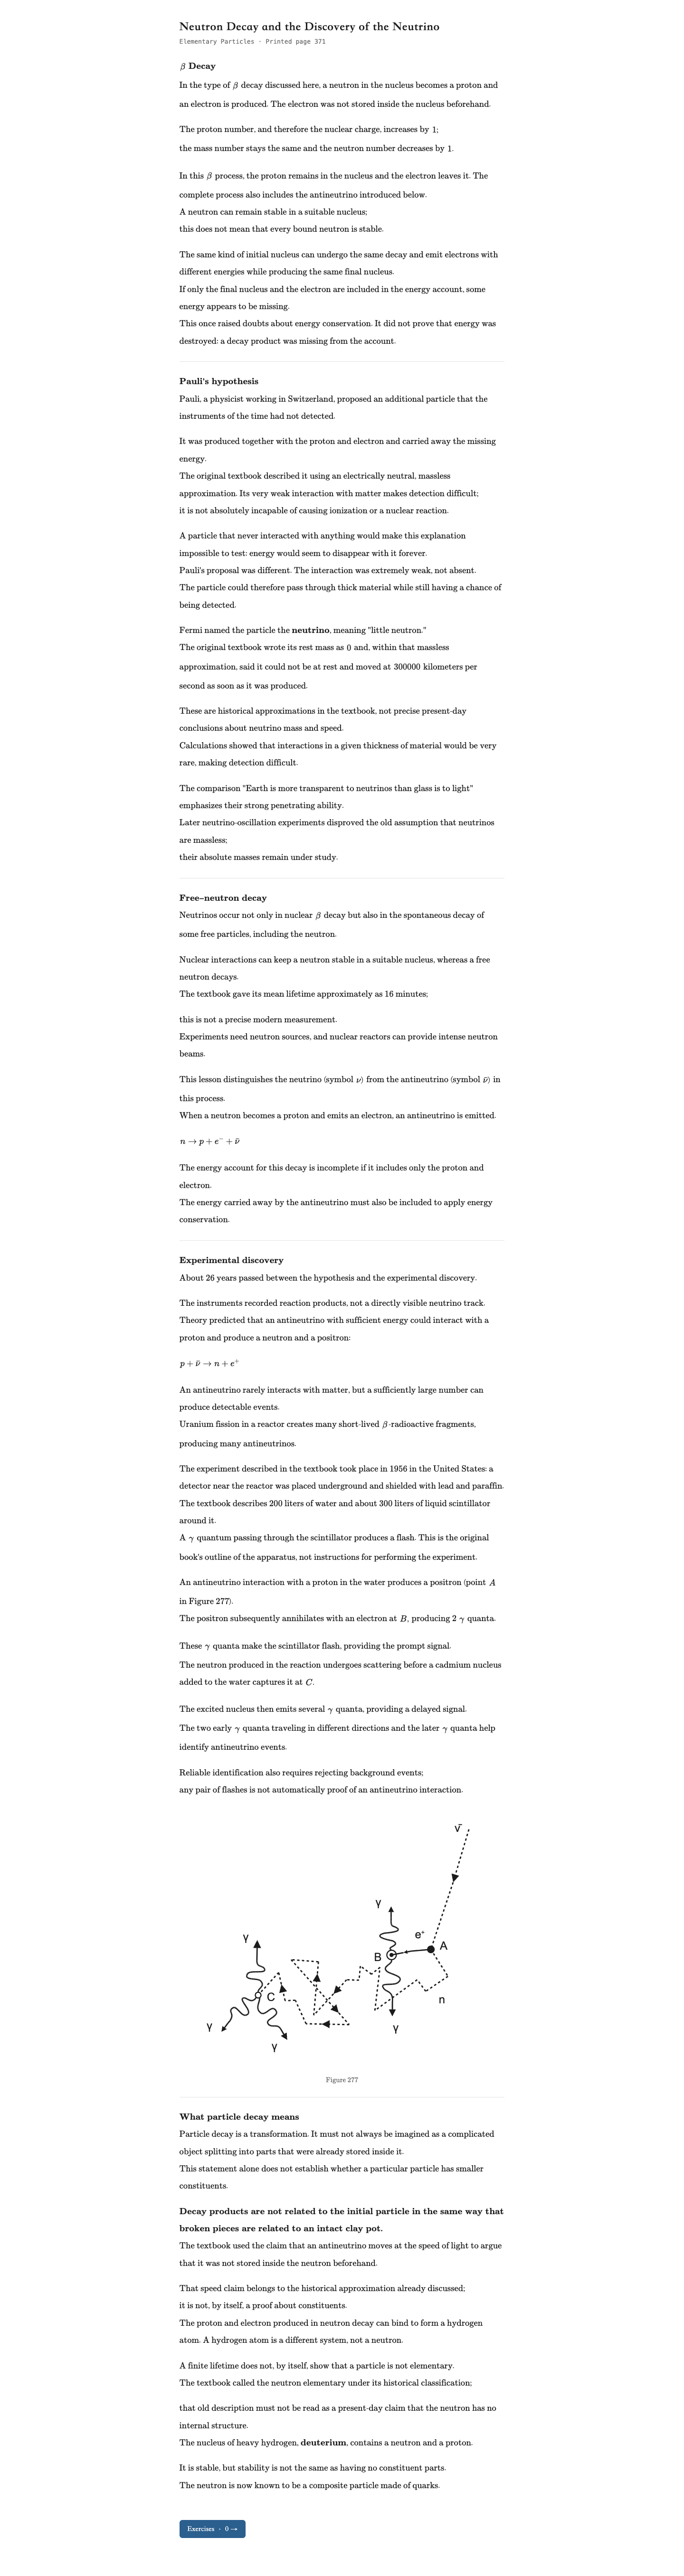 Neutron Decay and the Discovery of the Neutrino
Elementary Particles · Printed page 371
β Decay
In the type of β decay discussed here, a neutron in the nucleus becomes a proton and
an electron is produced. The electron was not stored inside the nucleus beforehand.
The proton number, and therefore the nuclear charge, increases by 1;
the mass number stays the same and the neutron number decreases by 1.
In this β process, the proton remains in the nucleus and the electron leaves it. The
complete process also includes the antineutrino introduced below.
A neutron can remain stable in a suitable nucleus;
this does not mean that every bound neutron is stable.
The same kind of initial nucleus can undergo the same decay and emit electrons with
different energies while producing the same final nucleus.
If only the final nucleus and the electron are included in the energy account, some
energy appears to be missing.
This once raised doubts about energy conservation. It did not prove that energy was
destroyed: a decay product was missing from the account.
Pauli's hypothesis
Pauli, a physicist working in Switzerland, proposed an additional particle that the
instruments of the time had not detected.
It was produced together with the proton and electron and carried away the missing
energy.
The original textbook described it using an electrically neutral, massless
approximation. Its very weak interaction with matter makes detection difficult;
it is not absolutely incapable of causing ionization or a nuclear reaction.
A particle that never interacted with anything would make this explanation
impossible to test: energy would seem to disappear with it forever.
Pauli's proposal was different. The interaction was extremely weak, not absent.
The particle could therefore pass through thick material while still having a chance of
being detected.
Fermi named the particle the neutrino, meaning "little neutron."
The original textbook wrote its rest mass as 0 and, within that massless
approximation, said it could not be at rest and moved at 300000 kilometers per
second as soon as it was produced.
These are historical approximations in the textbook, not precise present-day
conclusions about neutrino mass and speed.
Calculations showed that interactions in a given thickness of material would be very
rare, making detection difficult.
The comparison "Earth is more transparent to neutrinos than glass is to light"
emphasizes their strong penetrating ability.
Later neutrino-oscillation experiments disproved the old assumption that neutrinos
are massless;
their absolute masses remain under study.
Free–neutron decay
Neutrinos occur not only in nuclear β decay but also in the spontaneous decay of
some free particles, including the neutron.
Nuclear interactions can keep a neutron stable in a suitable nucleus, whereas a free
neutron decays.
The textbook gave its mean lifetime approximately as 16 minutes;
this is not a precise modern measurement.
Experiments need neutron sources, and nuclear reactors can provide intense neutron
beams.
This lesson distinguishes the neutrino (symbol ν) from the antineutrino (symbol ν̄) in
this process.
When a neutron becomes a proton and emits an electron, an antineutrino is emitted.
n → p + e⁻ + ν̄
The energy account for this decay is incomplete if it includes only the proton and
electron.
The energy carried away by the antineutrino must also be included to apply energy
conservation.
Experimental discovery
About 26 years passed between the hypothesis and the experimental discovery.
The instruments recorded reaction products, not a directly visible neutrino track.
Theory predicted that an antineutrino with sufficient energy could interact with a
proton and produce a neutron and a positron:
p + ν̄ → n + e⁺
An antineutrino rarely interacts with matter, but a sufficiently large number can
produce detectable events.
Uranium fission in a reactor creates many short-lived β-radioactive fragments,
producing many antineutrinos.
The experiment described in the textbook took place in 1956 in the United States: a
detector near the reactor was placed underground and shielded with lead and paraffin.
The textbook describes 200 liters of water and about 300 liters of liquid scintillator
around it.
A γ quantum passing through the scintillator produces a flash. This is the original
book's outline of the apparatus, not instructions for performing the experiment.
An antineutrino interaction with a proton in the water produces a positron (point A
in Figure 277).
The positron subsequently annihilates with an electron at B, producing 2 γ quanta.
These γ quanta make the scintillator flash, providing the prompt signal.
The neutron produced in the reaction undergoes scattering before a cadmium nucleus
added to the water captures it at C.
The excited nucleus then emits several γ quanta, providing a delayed signal.
The two early γ quanta traveling in different directions and the later γ quanta help
identify antineutrino events.
Reliable identification also requires rejecting background events;
any pair of flashes is not automatically proof of an antineutrino interaction.
ν̄
γ
e⁺
A
γ
B
C
n
γ
γ
γ
Figure 277
What particle decay means
Particle decay is a transformation. It must not always be imagined as a complicated
object splitting into parts that were already stored inside it.
This statement alone does not establish whether a particular particle has smaller
constituents.
Decay products are not related to the initial particle in the same way that
broken pieces are related to an intact clay pot.
The textbook used the claim that an antineutrino moves at the speed of light to argue
that it was not stored inside the neutron beforehand.
That speed claim belongs to the historical approximation already discussed;
it is not, by itself, a proof about constituents.
The proton and electron produced in neutron decay can bind to form a hydrogen
atom. A hydrogen atom is a different system, not a neutron.
A finite lifetime does not, by itself, show that a particle is not elementary.
The textbook called the neutron elementary under its historical classification;
that old description must not be read as a present-day claim that the neutron has no
internal structure.
The nucleus of heavy hydrogen, deuterium, contains a neutron and a proton.
It is stable, but stability is not the same as having no constituent parts.
The neutron is now known to be a composite particle made of quarks.
Exercises · 0 →